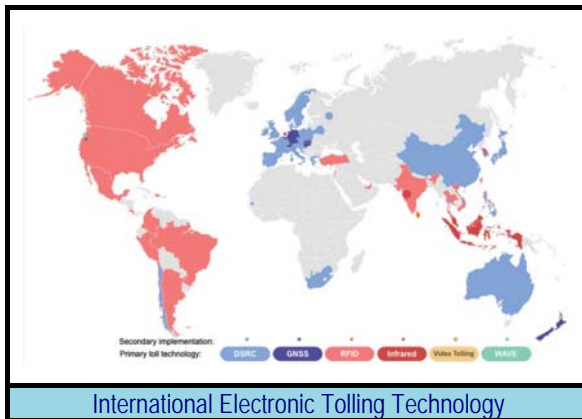 Secondary implementation:
Primary toll technology: DSRC GNSS RFID Infrared Video Tolling WAVE
International Electronic Tolling Technology